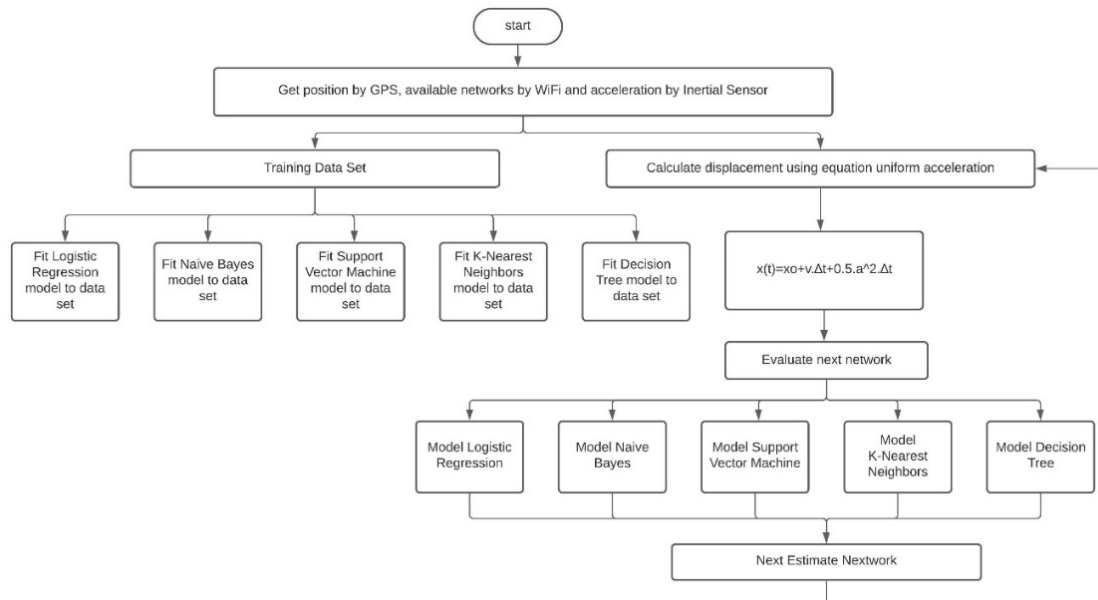 start
Get position by GPS, available networks by WiFi and acceleration by Inertial Sensor
Training Data Set
Calculate displacement using equation uniform acceleration
Fit Logistic
Regression
model to data
set
Fit Naive Bayes
model to data
set
Fit Support
Vector Machine
model to data
set
Fit K-Nearest
Neighbors
model to data
set
Fit Decision
Tree model to
data set
x(t)=xo+v.Δt+0.5.a^2.Δt
Evaluate next network
Model Logistic
Regression
Model Naive
Bayes
Model Support
Vector Machine
Model
K-Nearest
Neighbors
Model Decision
Tree
Next Estimate Nextwork